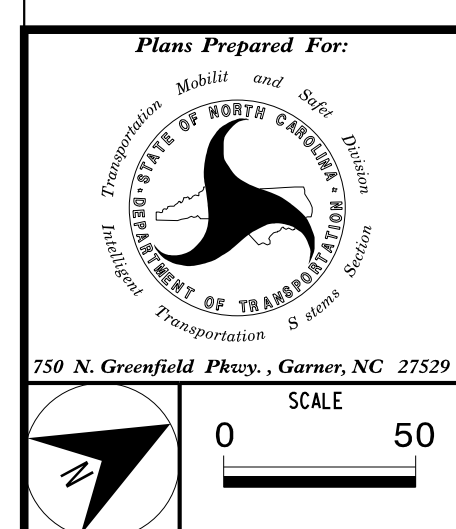 Plans Prepared For:
Transportation Mobilit and Safet Division
STATE OF NORTH CAROLINA
DEPARTMENT OF TRANSPORTATION
Intelligent Transportation S stems Section
750 N. Greenfield Pkwy. , Garner, NC 27529
SCALE
0 50
N